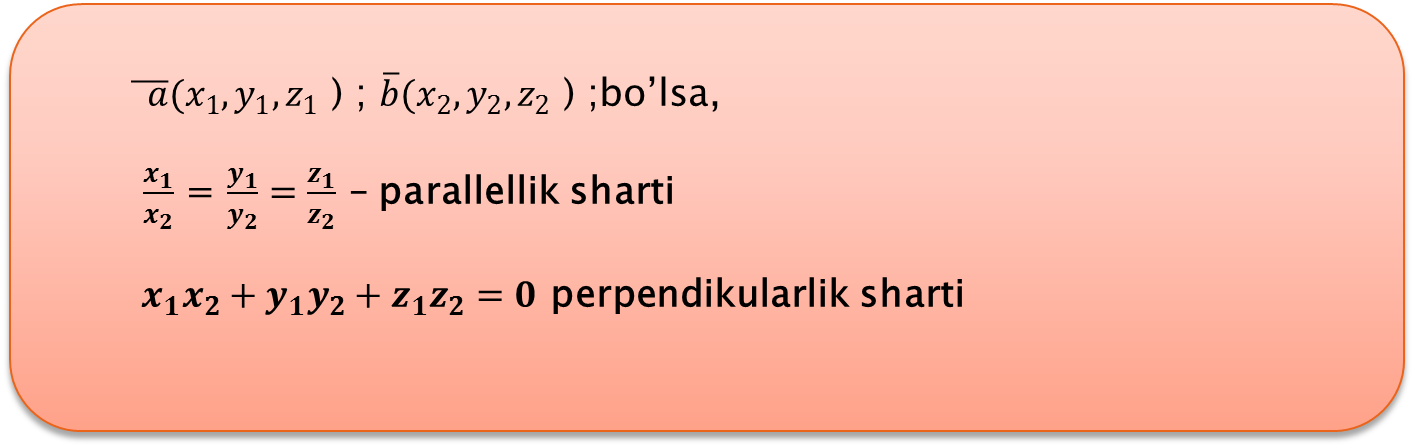 a̅(x₁, y₁, z₁ ) ; b̅(x₂, y₂, z₂ ) ;bo’lsa,
x₁/x₂ = y₁/y₂ = z₁/z₂ – parallellik sharti
x₁x₂ + y₁y₂ + z₁z₂ = 0 perpendikularlik sharti